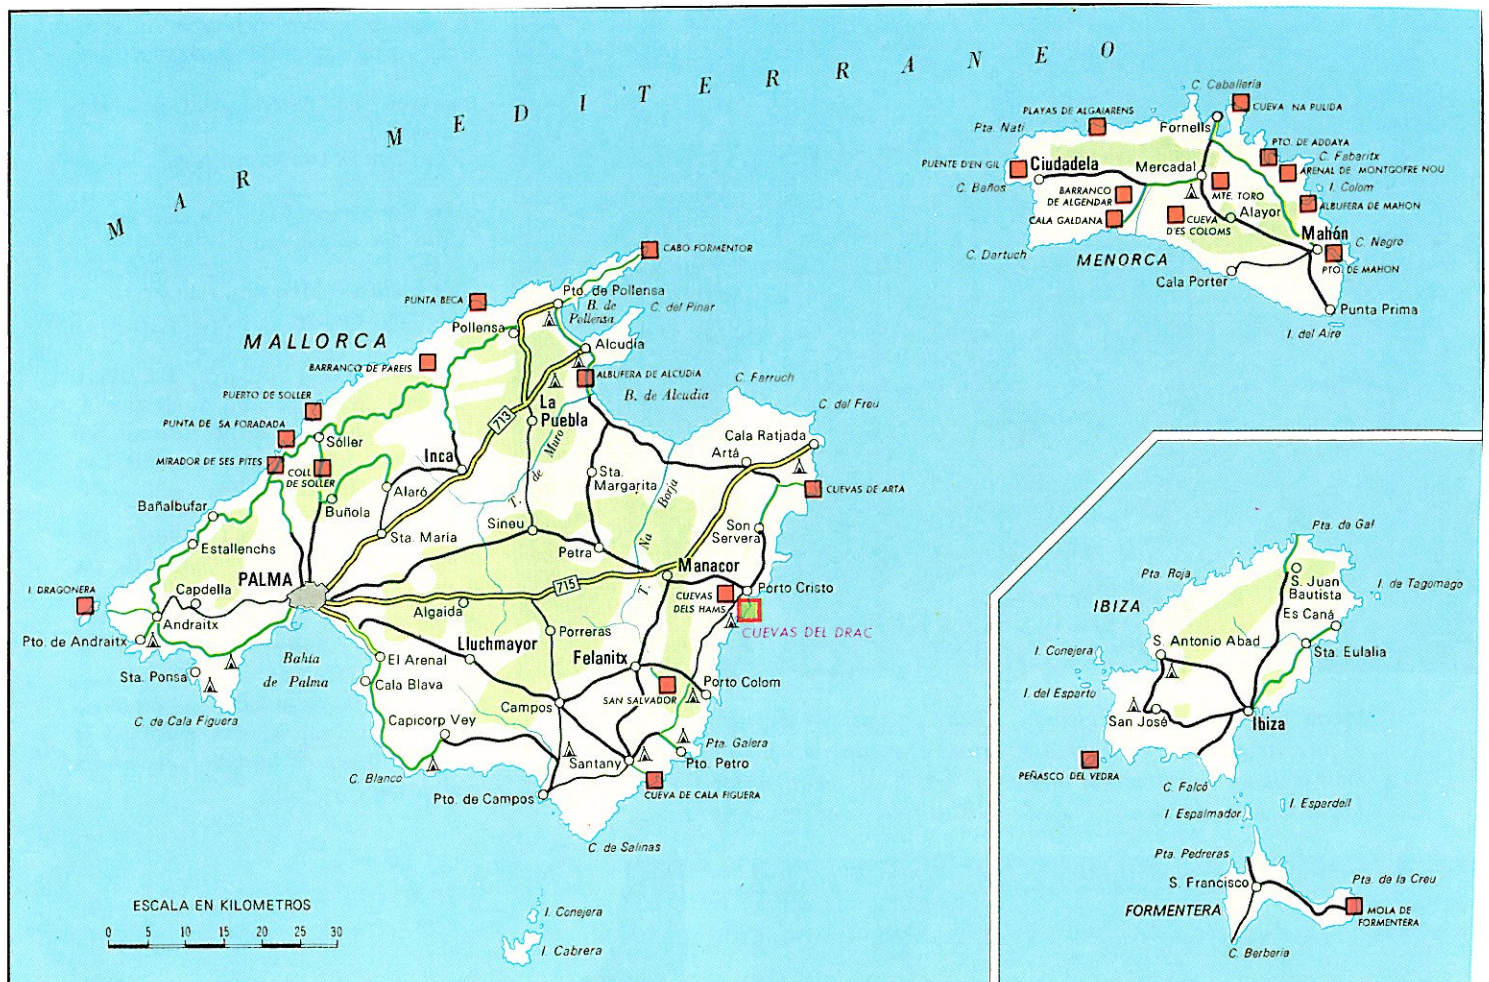 MAR MEDITERRANEO
C. Caballería
CUEVA NA PULIDA
PLAYAS DE ALGAIARENS
Pta. Nati
Fornells
PTO. DE ADDAYA
C. Fabaritx
PUENTE D'EN GIL
Ciudadela
Mercadal
ARENAL DE MONTGOFRE NOU
C. Baños
BARRANCO
DE ALGENDAR
MTE. TORO
I. Colom
ALBUFERA DE MAHON
CALA GALDANA
CUEVA
D'ES COLOMS
Alayor
Mahón
C. Negro
PTO. DE MAHON
C. Dartuch
MENORCA
Cala Porter
Punta Prima
I. del Aire
CABO FORMENTOR
PUNTA BECA
Pto. de Pollensa
B. de
Pollensa
C. del Pinar
Pollensa
MALLORCA
Alcudía
BARRANCO DE PAREIS
ALBUFERA DE ALCUDIA
C. Farruch
B. de Alcudia
C. del Freu
PUERTO DE SOLLER
La
Puebla
713
PUNTA DE SA FORADADA
Sóller
Cala Ratjada
Artá
MIRADOR DE SES PITES
COLL
DE SOLLER
Inca
T. de Muro
Sta.
Margarita
CUEVAS DE ARTA
Alaró
T. Na Borja
Bañalbufar
Buñola
Sineu
Son
Servera
Estallenchs
Sta. María
Petra
PALMA
Manacor
I. DRAGONERA
Capdella
715
CUEVAS
DELS HAMS
Porto Cristo
Andraitx
Algaida
CUEVAS DEL DRAC
Pto. de Andraitx
Porreras
Lluchmayor
Bahía
de Palma
El Arenal
Felanitx
Sta. Ponsa
Cala Blava
Porto Colom
SAN SALVADOR
Campos
C. de Cala Figuera
Capicorp Vey
Pta. Galera
Santany
Pto. Petro
C. Blanco
Pto. de Campos
CUEVA DE CALA FIGUERA
C. de Salinas
ESCALA EN KILOMETROS
0 5 10 15 20 25 30
I. Conejera
I. Cabrera
Pta. de Gal
Pta. Roja
S. Juan
Bautista
I. de Tagomago
IBIZA
Es Caná
S. Antonio Abad
I. Conejera
Sta. Eulalia
I. del Esparto
San José
Ibiza
PEÑASCO DEL VEDRA
C. Falcó
I. Espardell
I. Espalmador
Pta. Pedreras
S. Francisco
Pta. de la Creu
FORMENTERA
MOLA DE
FORMENTERA
C. Berberia